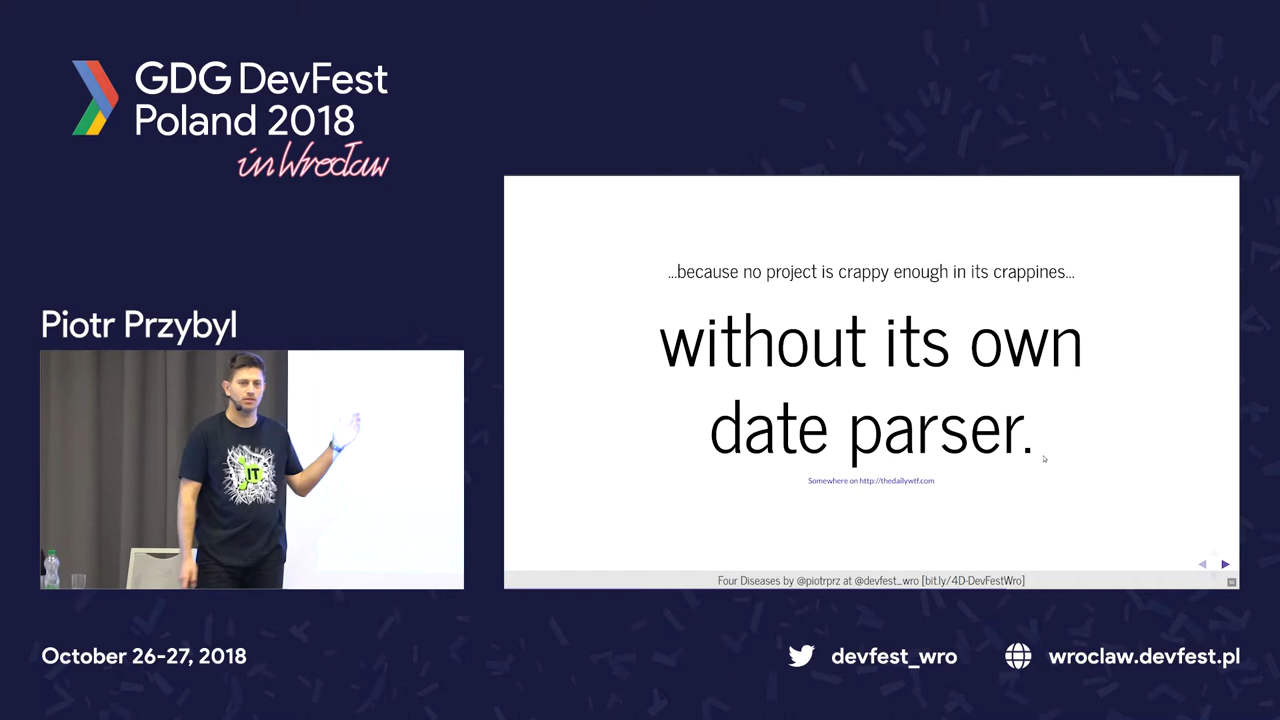 GDG DevFest
Poland 2018
in Wrocław
Piotr Przybyl
IT
...because no project is crappy enough in its crappines...
without its own
date parser.
Somewhere on http://thedailywtf.com
Four Diseases by @piotrprz at @devfest_wro [bit.ly/4D-DevFestWro]
October 26-27, 2018
devfest_wro
wroclaw.devfest.pl